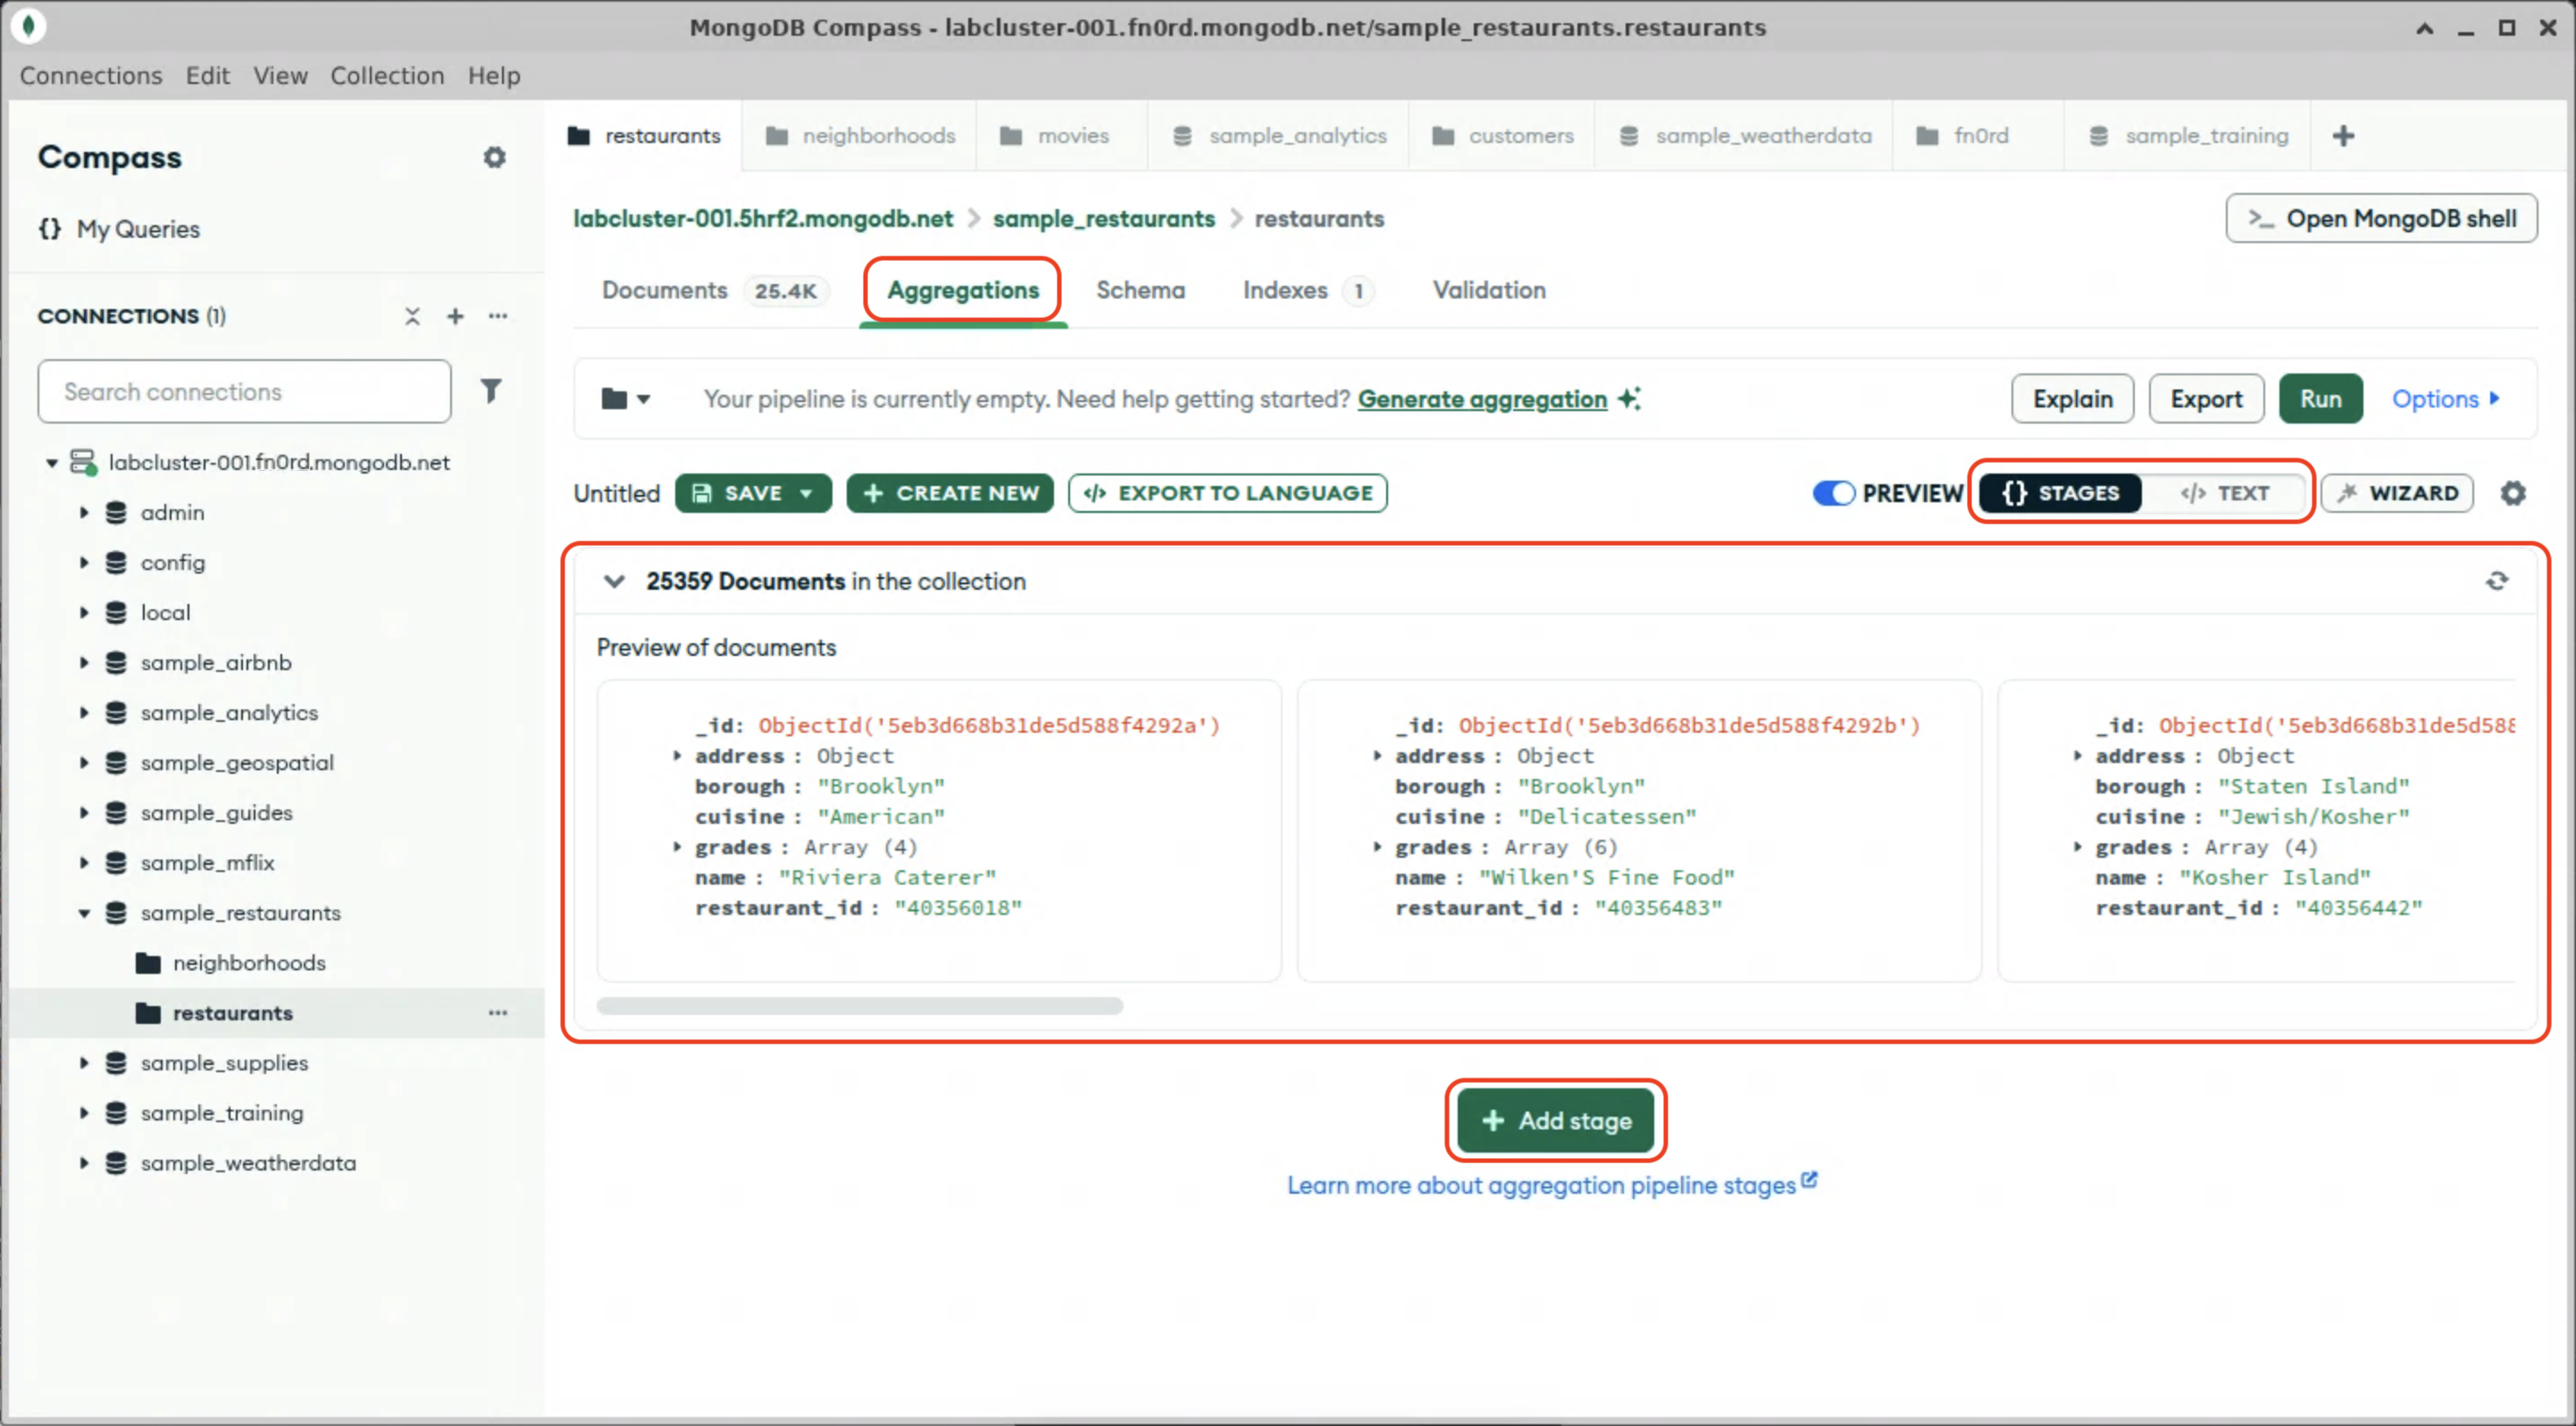 MongoDB Compass - labcluster-001.fn0rd.mongodb.net/sample_restaurants.restaurants
Connections Edit View Collection Help
Compass
{} My Queries
CONNECTIONS (1)
Search connections
labcluster-001.fn0rd.mongodb.net
admin
config
local
sample_airbnb
sample_analytics
sample_geospatial
sample_guides
sample_mflix
sample_restaurants
neighborhoods
restaurants
sample_supplies
sample_training
sample_weatherdata
restaurants neighborhoods movies sample_analytics customers sample_weatherdata fn0rd sample_training
labcluster-001.5hrf2.mongodb.net > sample_restaurants > restaurants
>_ Open MongoDB shell
Documents 25.4K Aggregations Schema Indexes 1 Validation
Your pipeline is currently empty. Need help getting started? Generate aggregation
Explain Export Run Options
Untitled SAVE + CREATE NEW </> EXPORT TO LANGUAGE PREVIEW {} STAGES </> TEXT WIZARD
25359 Documents in the collection
Preview of documents
_id: ObjectId('5eb3d668b31de5d588f4292a')
address : Object
borough : "Brooklyn"
cuisine : "American"
grades : Array (4)
name : "Riviera Caterer"
restaurant_id : "40356018"
_id: ObjectId('5eb3d668b31de5d588f4292b')
address : Object
borough : "Brooklyn"
cuisine : "Delicatessen"
grades : Array (6)
name : "Wilken'S Fine Food"
restaurant_id : "40356483"
_id: ObjectId('5eb3d668b31de5d588
address : Object
borough : "Staten Island"
cuisine : "Jewish/Kosher"
grades : Array (4)
name : "Kosher Island"
restaurant_id : "40356442"
+ Add stage
Learn more about aggregation pipeline stages